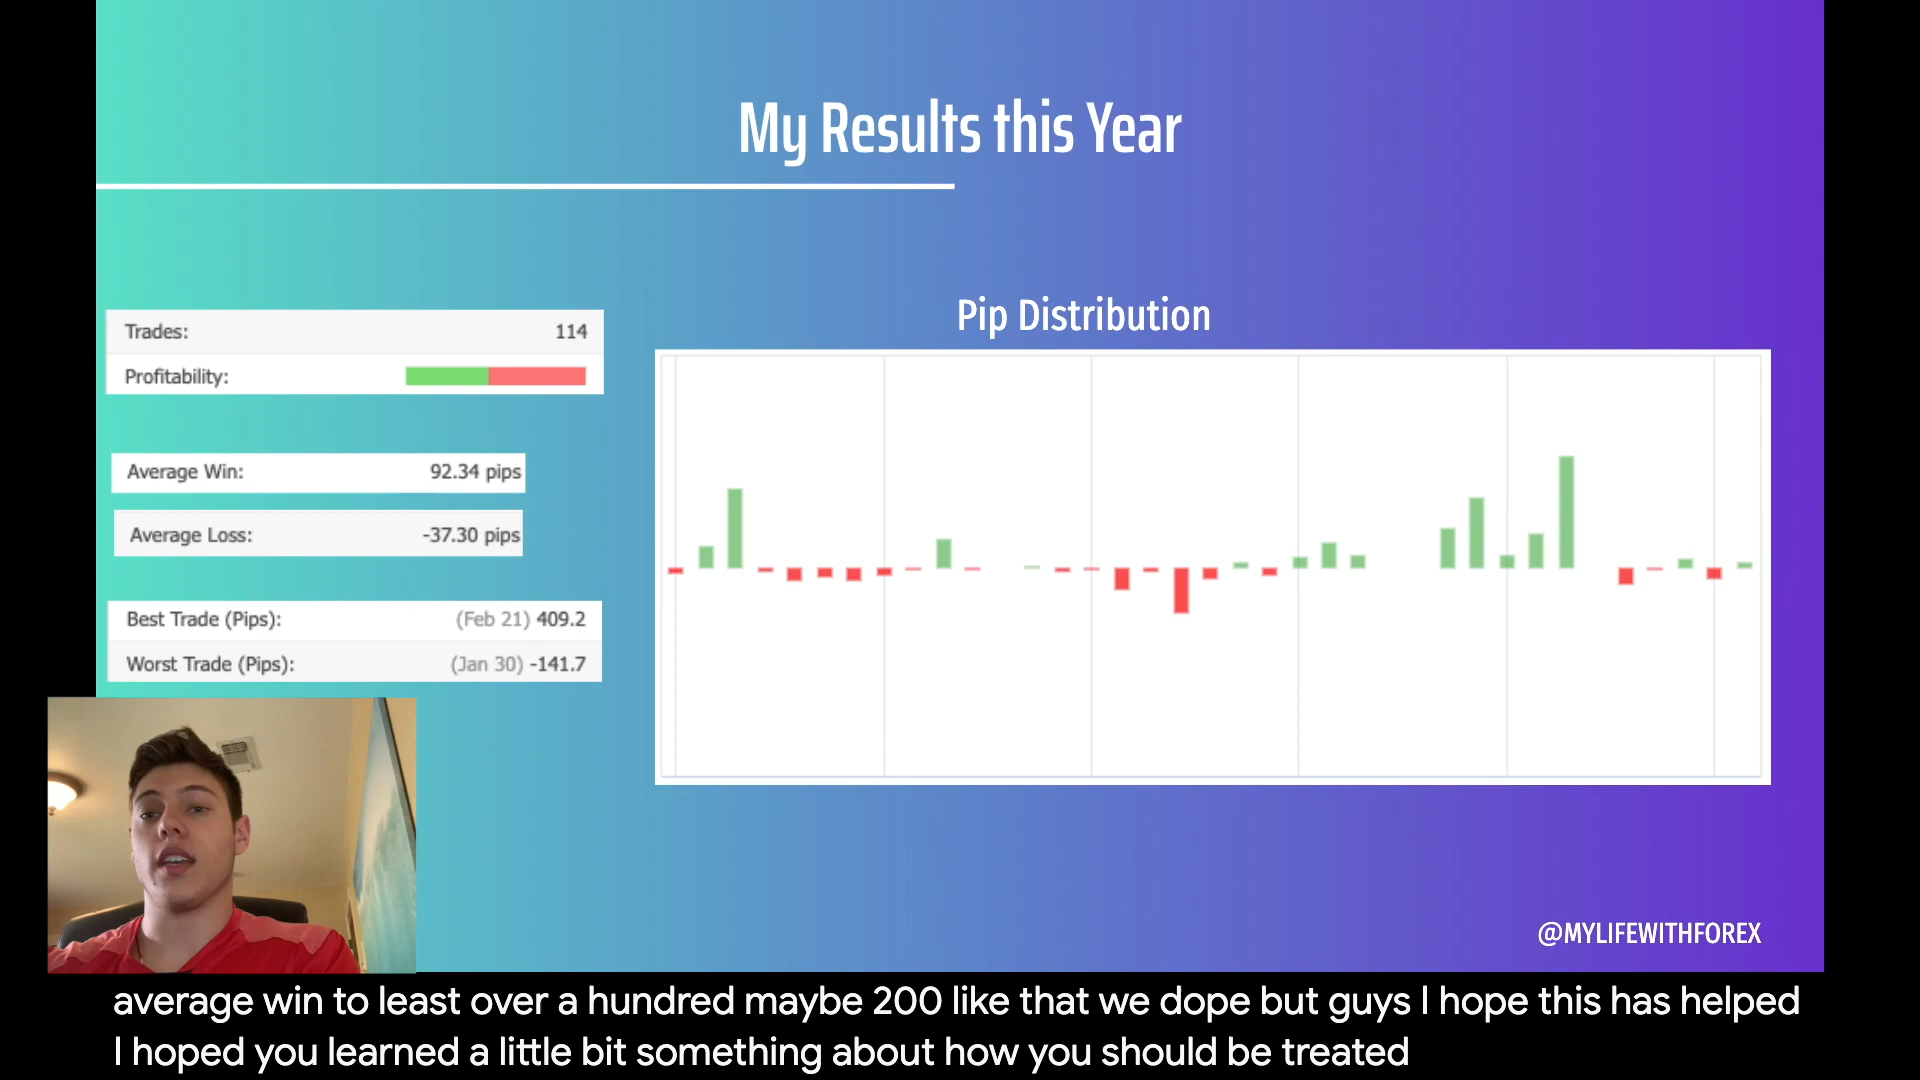 My Results this Year
Trades: 114
Profitability:
Average Win: 92.34 pips
Average Loss: -37.30 pips
Best Trade (Pips): (Feb 21) 409.2
Worst Trade (Pips): (Jan 30) -141.7
Pip Distribution
@MYLIFEWITHFOREX
average win to least over a hundred maybe 200 like that we dope but guys I hope this has helped
I hoped you learned a little bit something about how you should be treated